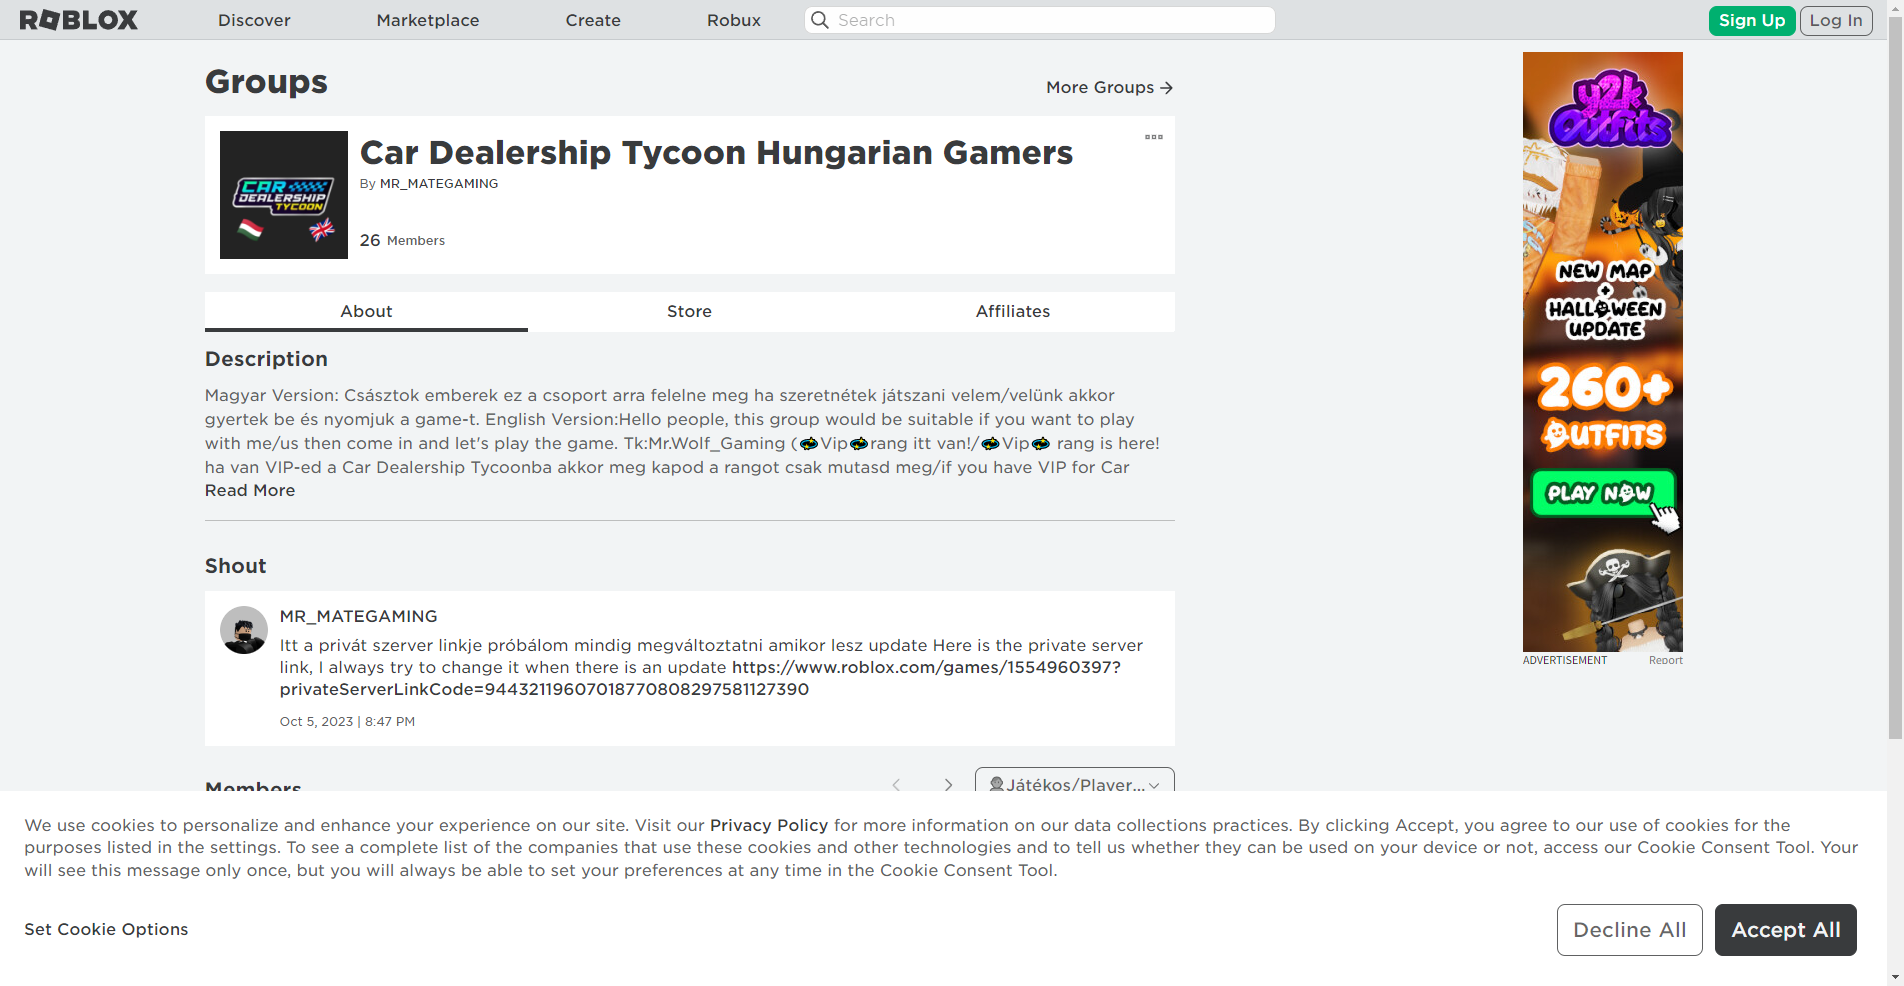 ROBLOX
Discover
Marketplace
Create
Robux
Search
Sign Up
Log In
Groups
More Groups
CAR
DEALERSHIP
TYCOON
Car Dealership Tycoon Hungarian Gamers
By MR_MATEGAMING
26 Members
About
Store
Affiliates
Description
Magyar Version: Császtok emberek ez a csoport arra felelne meg ha szeretnétek játszani velem/velünk akkor
gyertek be és nyomjuk a game-t. English Version:Hello people, this group would be suitable if you want to play
with me/us then come in and let's play the game. Tk:Mr.Wolf_Gaming (Vip rang itt van!/Vip rang is here!
ha van VIP-ed a Car Dealership Tycoonba akkor meg kapod a rangot csak mutasd meg/if you have VIP for Car
Read More
Shout
MR_MATEGAMING
Itt a privát szerver linkje próbálom mindig megváltoztatni amikor lesz update Here is the private server
link, I always try to change it when there is an update https://www.roblox.com/games/1554960397?
privateServerLinkCode=94432119607018770808297581127390
Oct 5, 2023 | 8:47 PM
Members
Játékos/Player...
y2k
Outfits
NEW MAP
+
HALLOWEEN
UPDATE
260+
OUTFITS
PLAY NOW
ADVERTISEMENT
Report
We use cookies to personalize and enhance your experience on our site. Visit our Privacy Policy for more information on our data collections practices. By clicking Accept, you agree to our use of cookies for the
purposes listed in the settings. To see a complete list of the companies that use these cookies and other technologies and to tell us whether they can be used on your device or not, access our Cookie Consent Tool. Your
will see this message only once, but you will always be able to set your preferences at any time in the Cookie Consent Tool.
Set Cookie Options
Decline All
Accept All